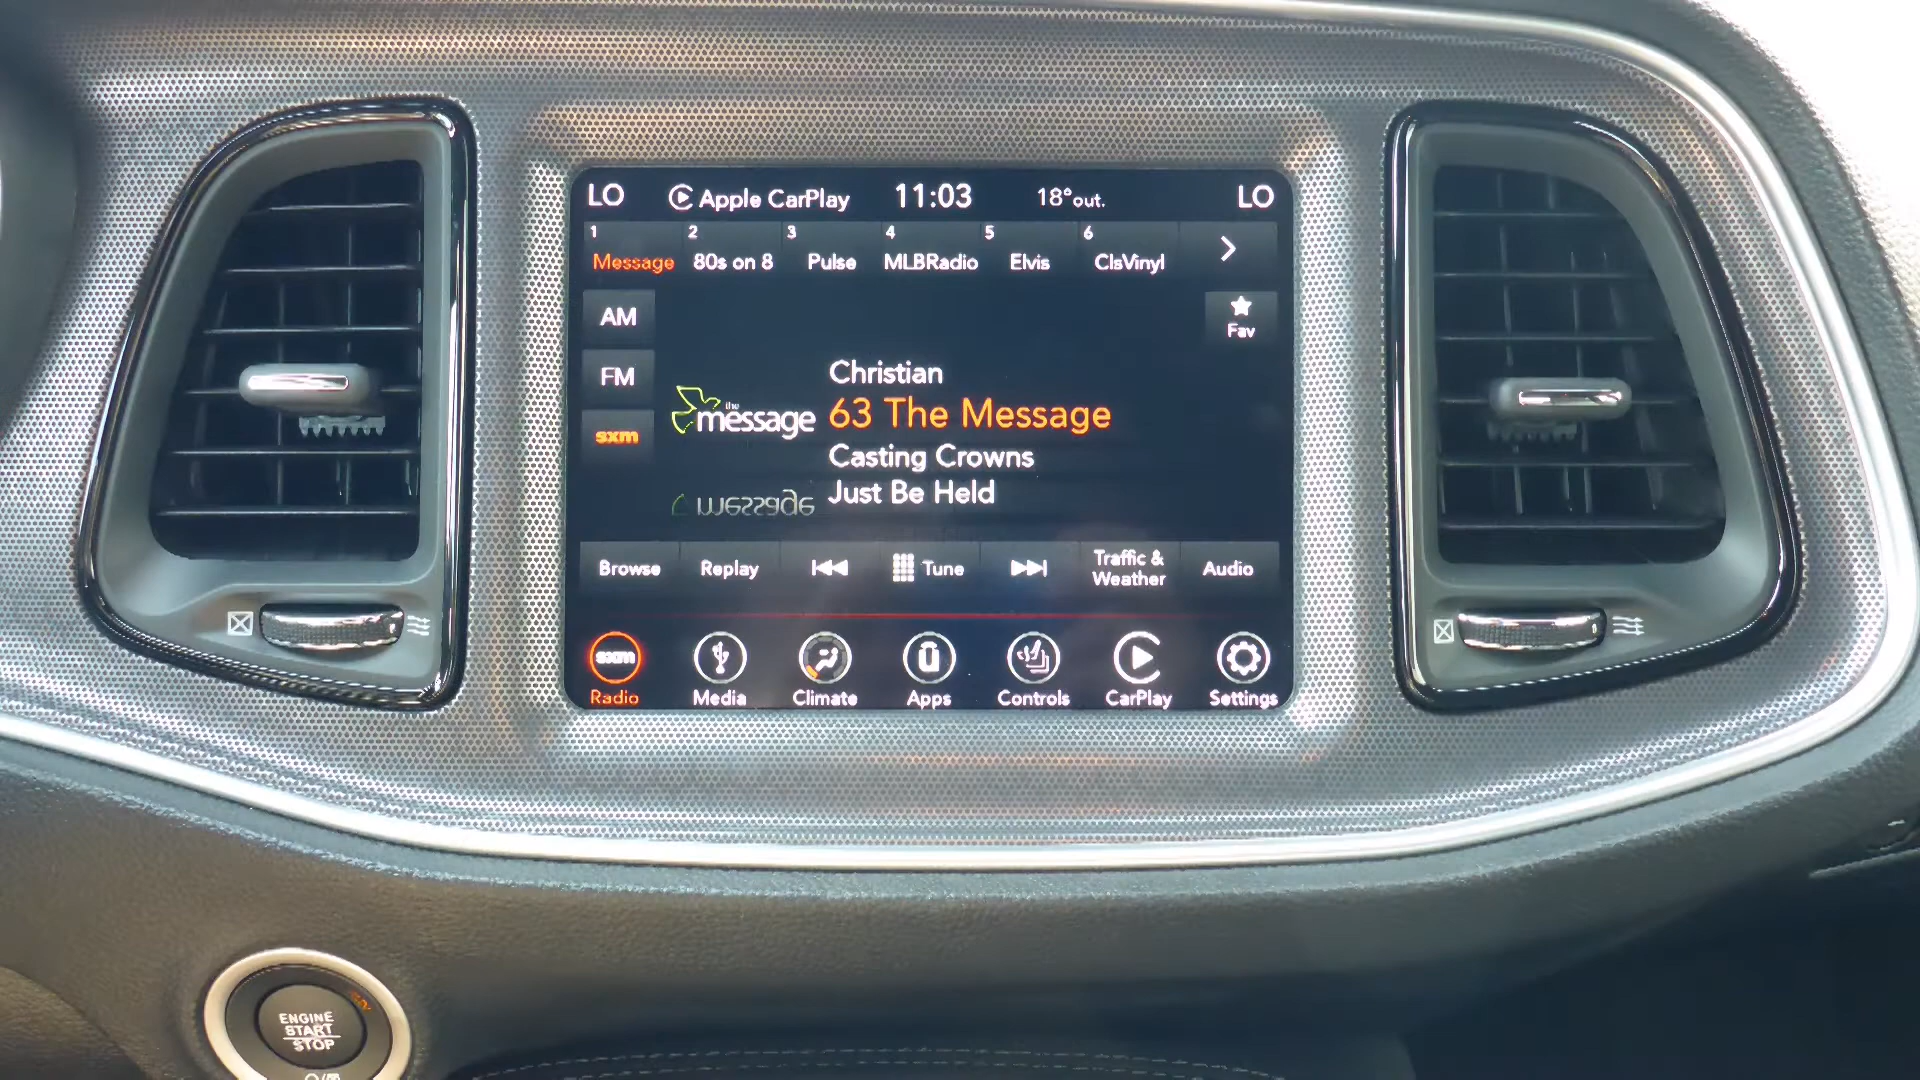 LO Apple CarPlay 11:03 18°out. LO
1 2 3 4 5 6
Message 80s on 8 Pulse MLBRadio Elvis ClsVinyl
AM
Fav
FM
sxm
the
message
Christian
63 The Message
Casting Crowns
Just Be Held
message
Browse Replay Tune Traffic & Weather Audio
sxm
Radio Media Climate Apps Controls CarPlay Settings
ENGINE
START
STOP